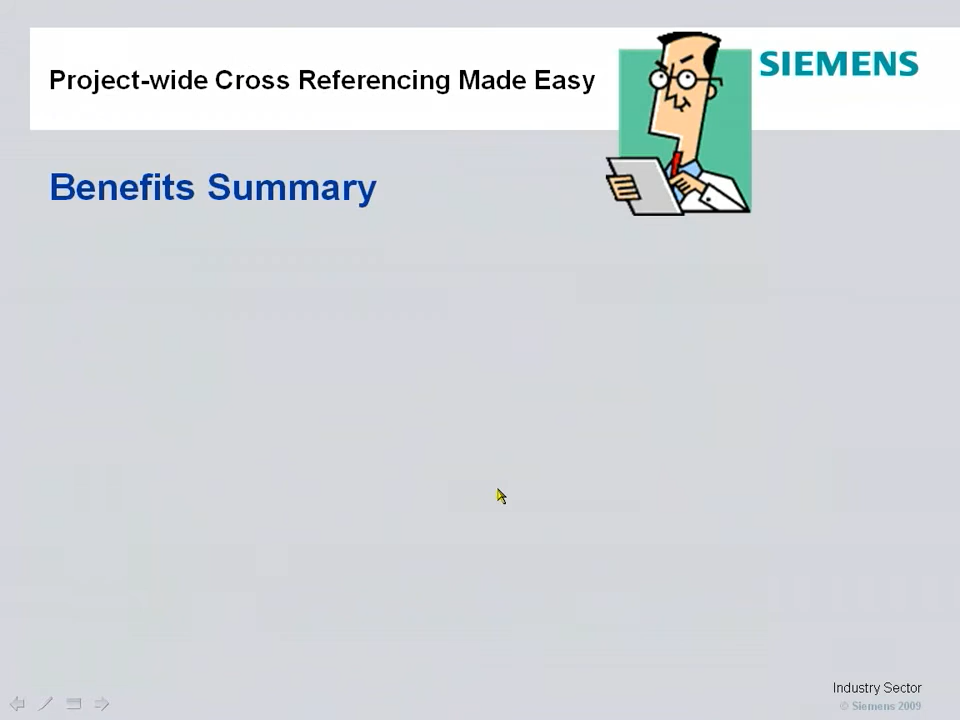 Project-wide Cross Referencing Made Easy
SIEMENS
Benefits Summary
Industry Sector
© Siemens 2009